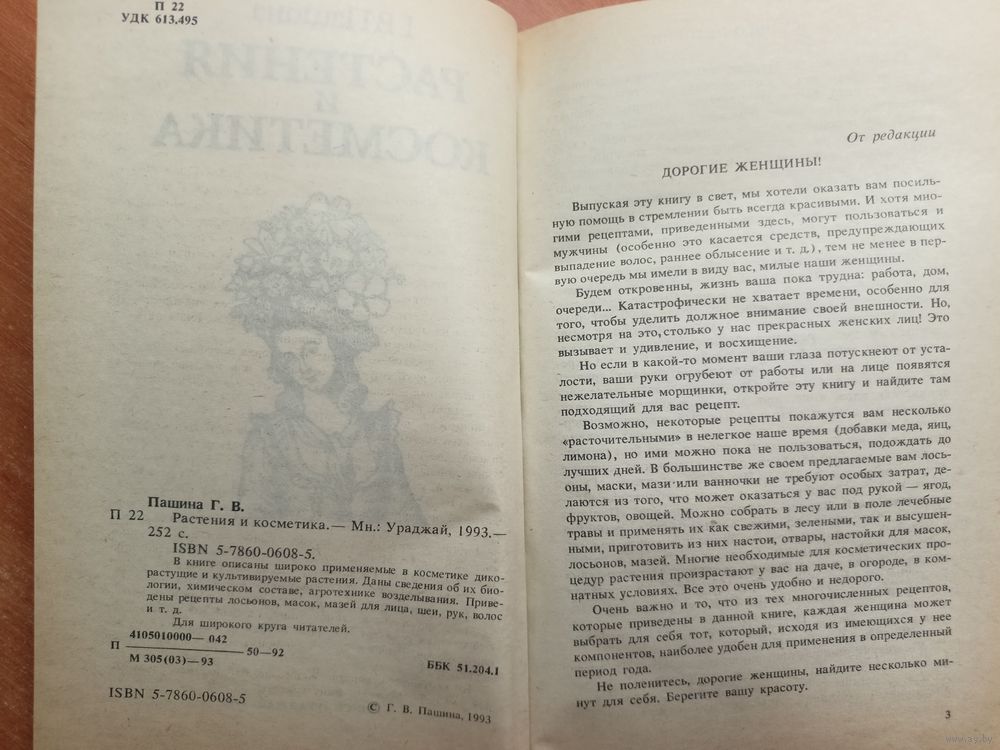 П 22
УДК 613.495
РАСТЕНИЯ
И
КОСМЕТИКА
Пашина Г. В.
П 22 Растения и косметика.— Мн.: Ураджай, 1993.—
252 с.
ISBN 5-7860-0608-5.
В книге описаны широко применяемые в косметике дико-
растущие и культивируемые растения. Даны сведения об их био-
логии, химическом составе, агротехнике возделывания. Приве-
дены рецепты лосьонов, масок, мазей для лица, шеи, рук, волос
и т. д.
Для широкого круга читателей.
4105010000— 042
П 50—92
М 305(03)—93
ББК 51.204.1
ISBN 5-7860-0608-5
© Г. В. Пашина, 1993
От редакции
ДОРОГИЕ ЖЕНЩИНЫ!
Выпуская эту книгу в свет, мы хотели оказать вам посиль-
ную помощь в стремлении быть всегда красивыми. И хотя мно-
гими рецептами, приведенными здесь, могут пользоваться и
мужчины (особенно это касается средств, предупреждающих
выпадение волос, раннее облысение и т. д.), тем не менее в пер-
вую очередь мы имели в виду вас, милые наши женщины.
Будем откровенны, жизнь ваша пока трудна: работа, дом,
очереди... Катастрофически не хватает времени, особенно для
того, чтобы уделить должное внимание своей внешности. Но,
несмотря на это, столько у нас прекрасных женских лиц! Это
вызывает и удивление, и восхищение.
Но если в какой-то момент ваши глаза потускнеют от уста-
лости, ваши руки огрубеют от работы или на лице появятся
нежелательные морщинки, откройте эту книгу и найдите там
подходящий для вас рецепт.
Возможно, некоторые рецепты покажутся вам несколько
«расточительными» в нелегкое наше время (добавки меда, яиц,
лимона), но ими можно пока не пользоваться, подождать до
лучших дней. В большинстве же своем предлагаемые вам лось-
оны, маски, мази или ванночки не требуют особых затрат, де-
лаются из того, что может оказаться у вас под рукой — ягод,
фруктов, овощей. Можно собрать в лесу или в поле лечебные
травы и применять их как свежими, зелеными, так и высушен-
ными, приготовить из них настои, отвары, настойки для масок,
лосьонов, мазей. Многие необходимые для косметических про-
цедур растения произрастают у вас на даче, в огороде, в ком-
натных условиях. Все это очень удобно и недорого.
Очень важно и то, что из тех многочисленных рецептов,
которые приведены в данной книге, каждая женщина может
выбрать для себя тот, который, исходя из имеющихся у нее
компонентов, наиболее удобен для применения в определенный
период года.
Не поленитесь, дорогие женщины, найдите несколько ми-
нут для себя. Берегите вашу красоту.
3
www.ay.by